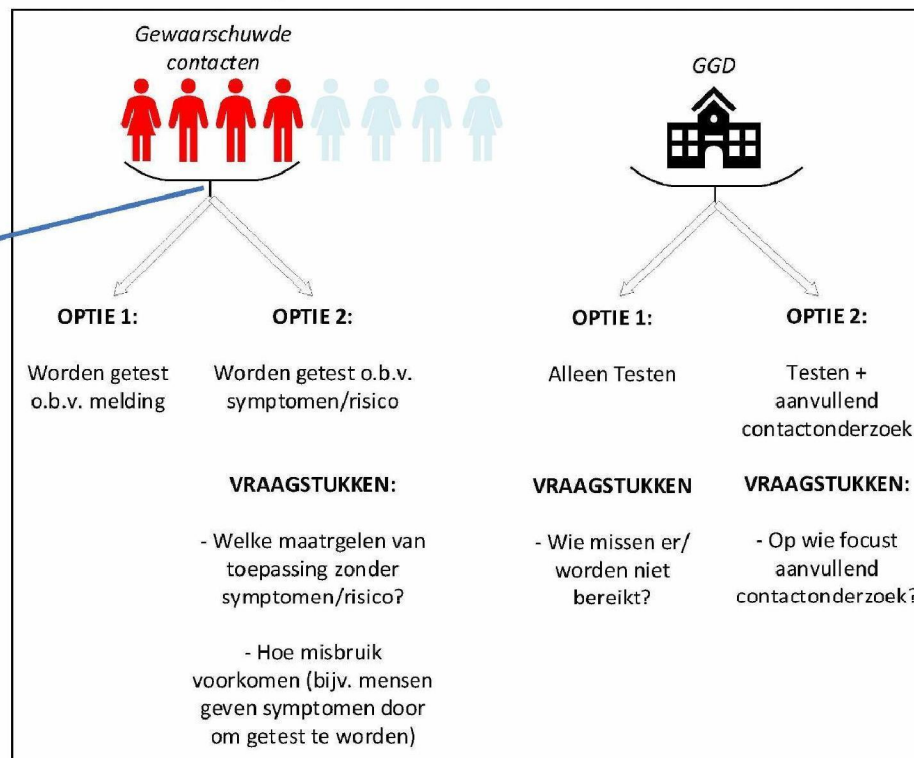 Gewaarschuwde
contacten
GGD
OPTIE 1:
Worden getest
o.b.v. melding
OPTIE 2:
Worden getest o.b.v.
symptomen/risico
VRAAGSTUKKEN:
- Welke maatrgelen van
toepassing zonder
symptomen/risico?
- Hoe misbruik
voorkomen (bijv. mensen
geven symptomen door
om getest te worden)
OPTIE 1:
Alleen Testen
VRAAGSTUKKEN
- Wie missen er/
worden niet
bereikt?
OPTIE 2:
Testen +
aanvullend
contactonderzoek
VRAAGSTUKKEN:
- Op wie focust
aanvullend
contactonderzoek?